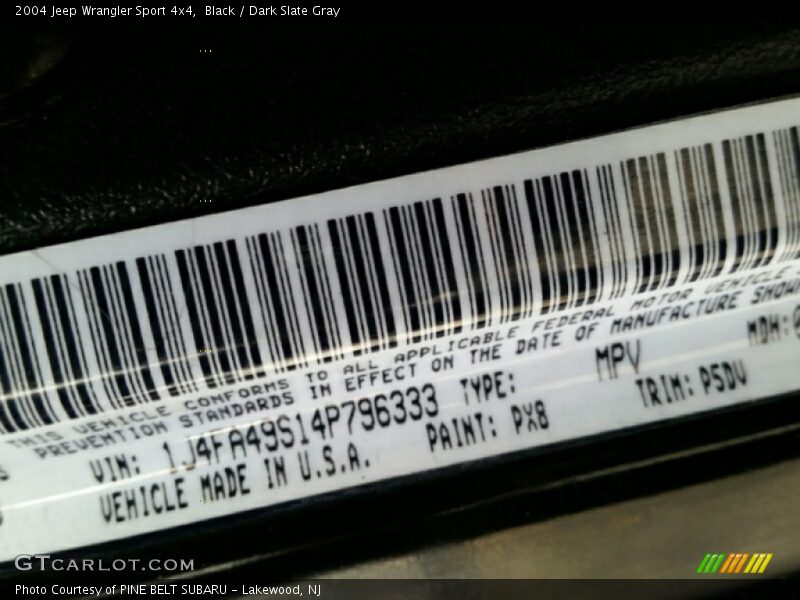 2004 Jeep Wrangler Sport 4x4,  Black / Dark Slate Gray
THIS VEHICLE CONFORMS TO ALL APPLICABLE FEDERAL MOTOR VEHICLE
PREVENTION STANDARDS IN EFFECT ON THE DATE OF MANUFACTURE SHOWN
VIN: 1J4FA49S14P796333 TYPE: MPV MDH:
VEHICLE MADE IN U.S.A. PAINT: PX8 TRIM: P5DV
GTCARLOT.COM
Photo Courtesy of PINE BELT SUBARU - Lakewood, NJ